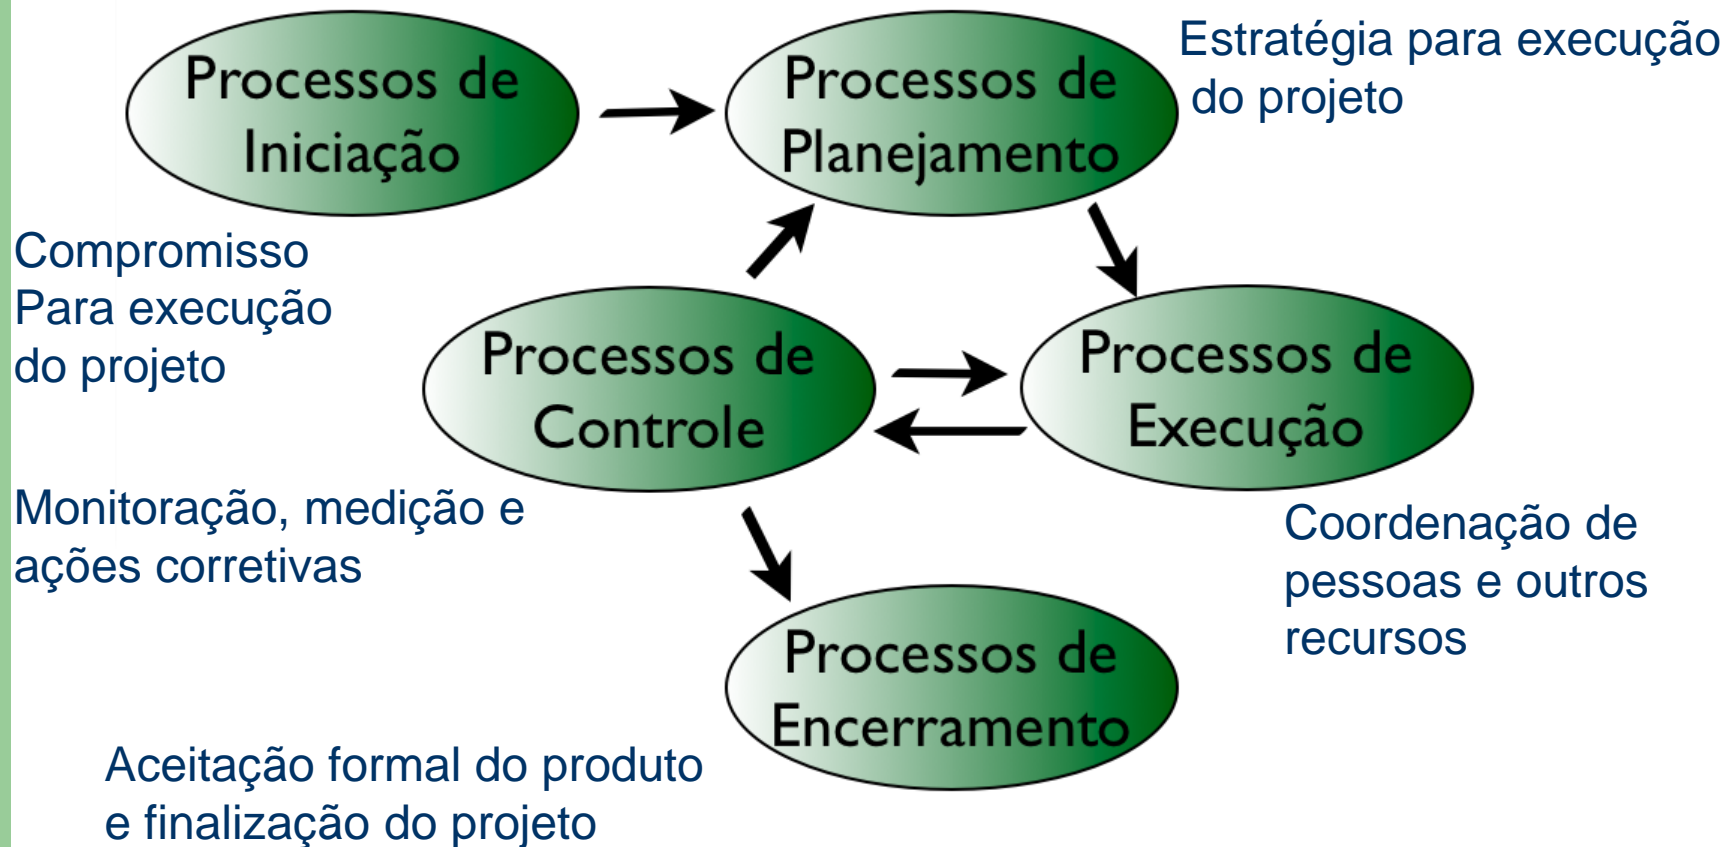 Processos de
Iniciação
Processos de
Planejamento
Estratégia para execução
do projeto
Compromisso
Para execução
do projeto
Processos de
Controle
Processos de
Execução
Monitoração, medição e
ações corretivas
Coordenação de
pessoas e outros
recursos
Processos de
Encerramento
Aceitação formal do produto
e finalização do projeto